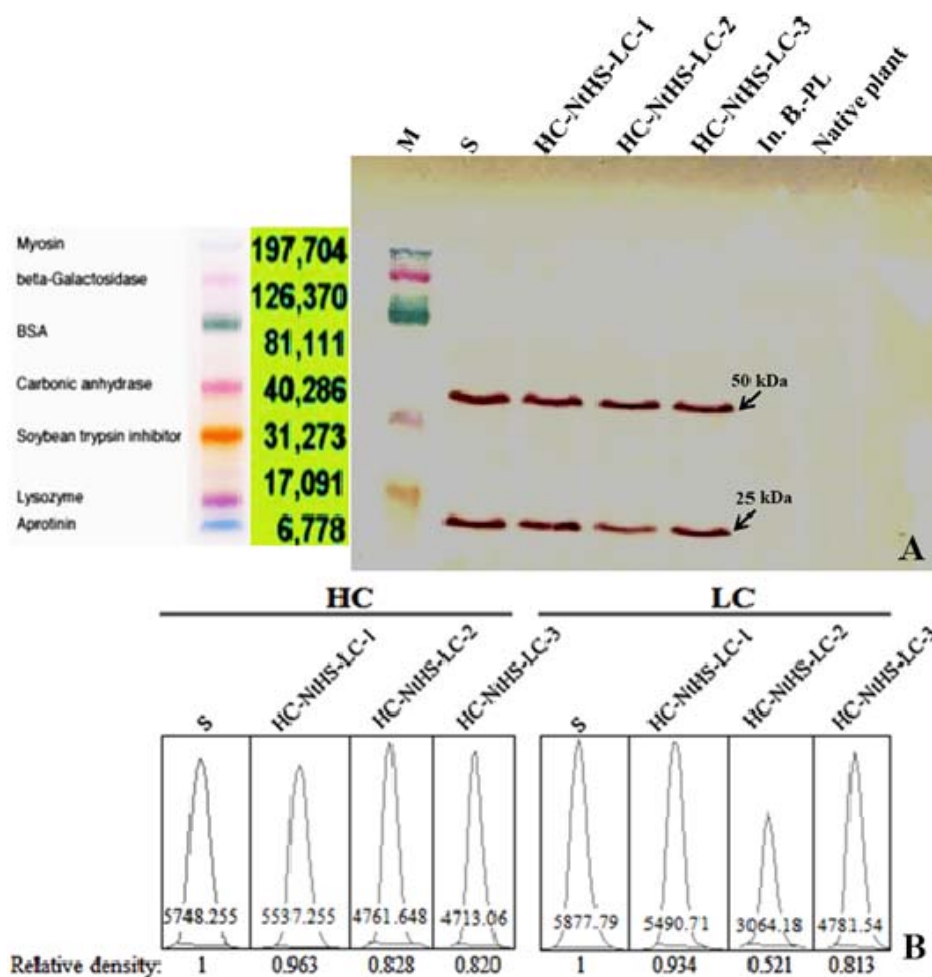 M
S
HC-NtHS-LC-1
HC-NtHS-LC-2
HC-NtHS-LC-3
In. B.-PL
Native plant
Myosin
197,704
beta-Galactosidase
126,370
BSA
81,111
Carbonic anhydrase
40,286
Soybean trypsin inhibitor
31,273
17,091
Lysozyme
Aprotinin
6,778
50 kDa
25 kDa
A
HC
LC
S
HC-NtHS-LC-1
HC-NtHS-LC-2
HC-NtHS-LC-3
S
HC-NtHS-LC-1
HC-NtHS-LC-2
HC-NtHS-LC-3
5748.255 5537.255 4761.648 4713.06 5877.79 5490.71 3064.18 4781.54
B
Relative density: 1 0.963 0.828 0.820 1 0.934 0.521 0.813